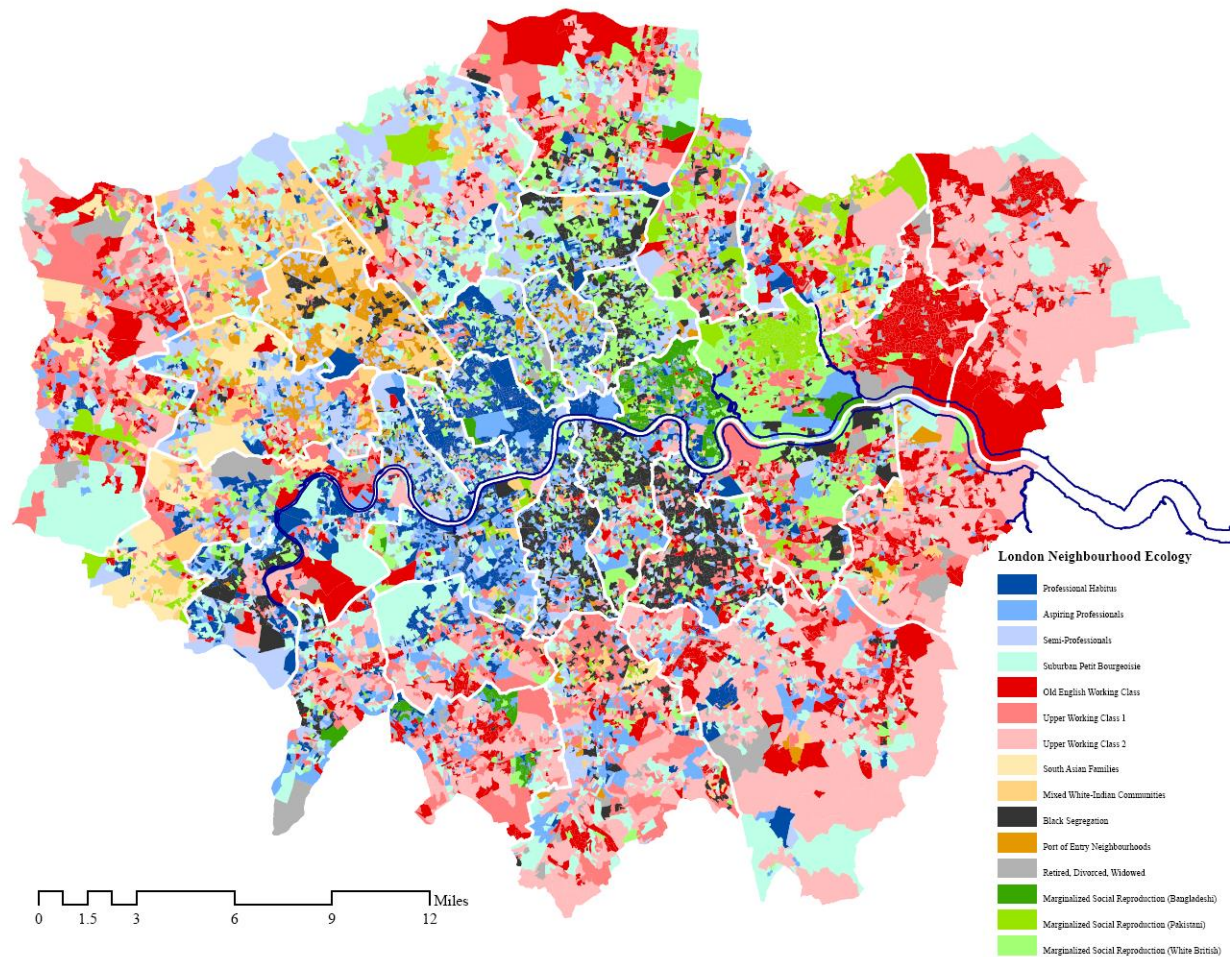 London Neighbourhood Ecology
Professional Habitus
Aspiring Professionals
Semi-Professionals
Suburban Petit Bourgeoisie
Old English Working Class
Upper Working Class 1
Upper Working Class 2
South Asian Families
Mixed White-Indian Communities
Black Segregation
Port of Entry Neighbourhoods
Retired, Divorced, Widowed
Marginalized Social Reproduction (Bangladeshi)
Marginalized Social Reproduction (Pakistani)
Marginalized Social Reproduction (White British)
Miles
0 1.5 3 6 9 12